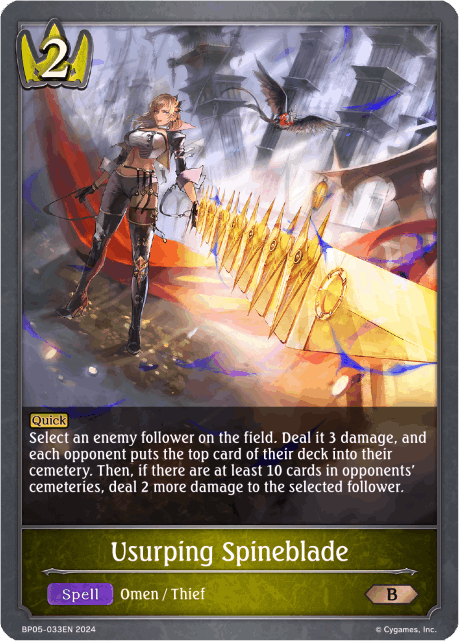 2
Quick
Select an enemy follower on the field. Deal it 3 damage, and
each opponent puts the top card of their deck into their
cemetery. Then, if there are at least 10 cards in opponents'
cemeteries, deal 2 more damage to the selected follower.
Usurping Spineblade
Spell Omen / Thief B
BP05-033EN 2024 © Cygames, Inc.